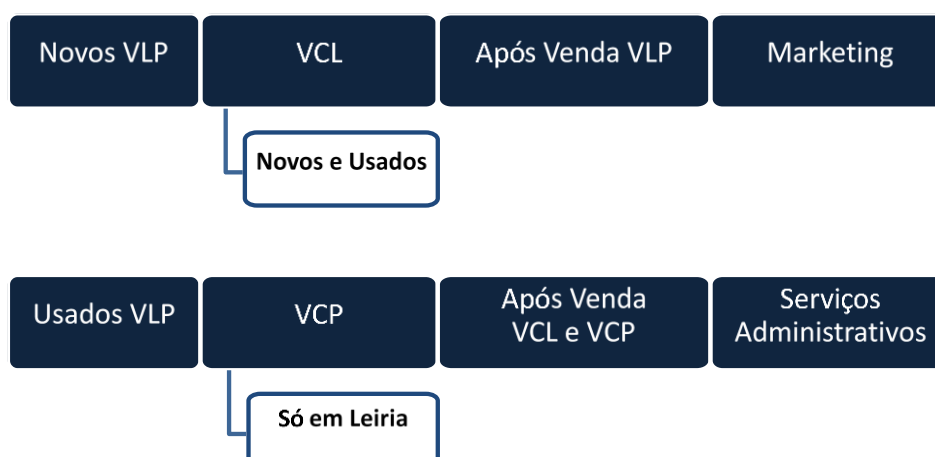 Novos VLP
VCL
Após Venda VLP
Marketing
Novos e Usados
Usados VLP
VCP
Após Venda
VCL e VCP
Serviços
Administrativos
Só em Leiria